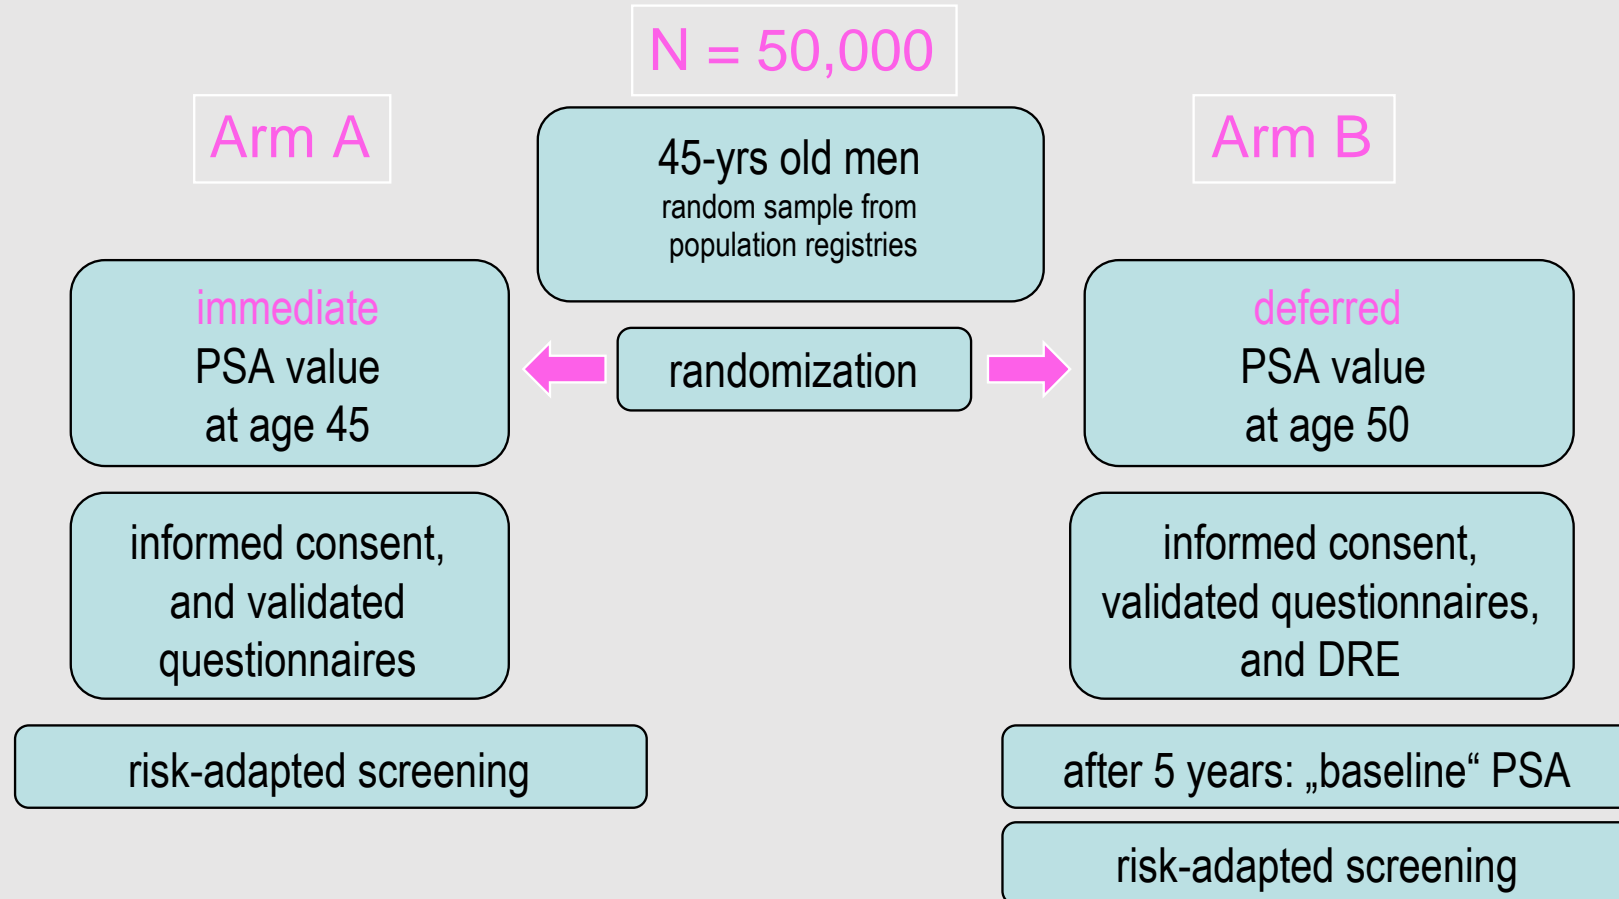 N = 50,000
Arm A
Arm B
45-yrs old men
random sample from
population registries
immediate
PSA value
at age 45
randomization
deferred
PSA value
at age 50
informed consent,
and validated
questionnaires
informed consent,
validated questionnaires,
and DRE
risk-adapted screening
after 5 years: „baseline“ PSA
risk-adapted screening